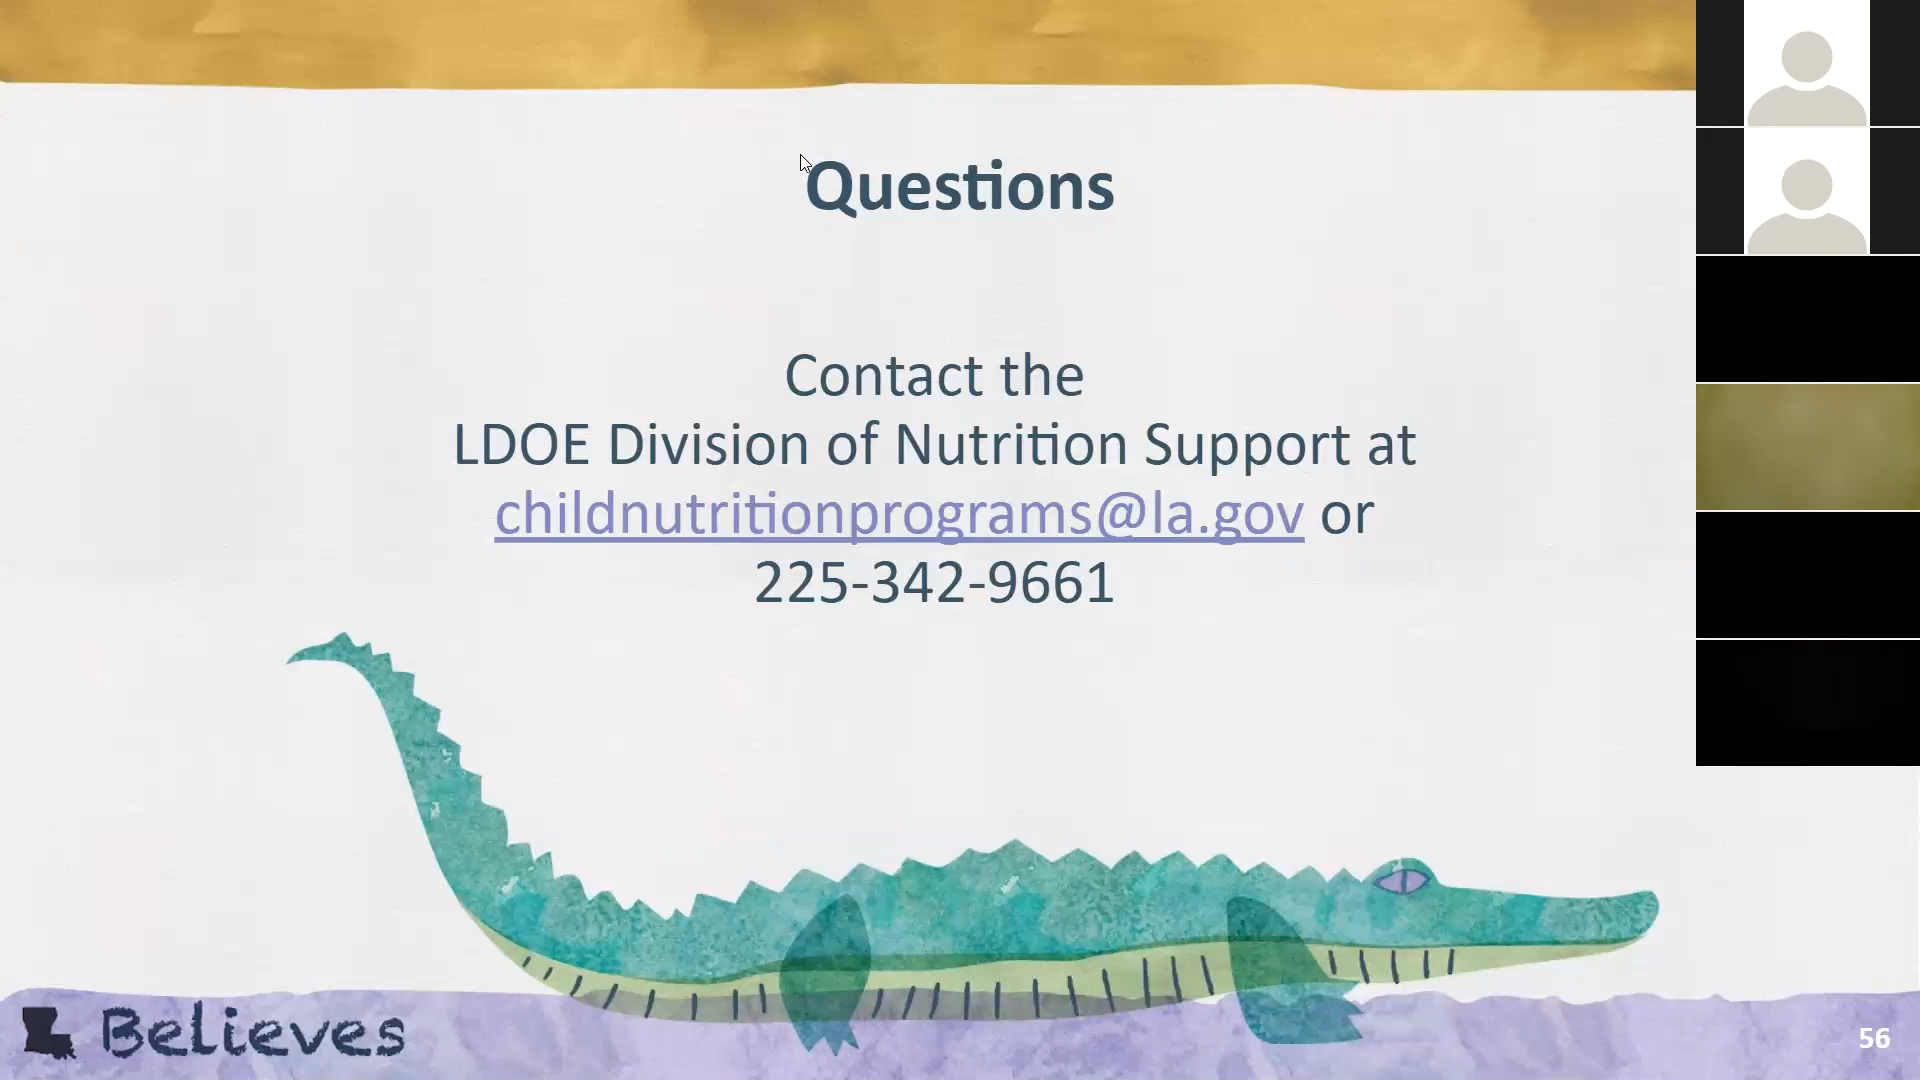 Questions
Contact the
LDOE Division of Nutrition Support at
childnutritionprograms@la.gov or
225-342-9661
Believes
56